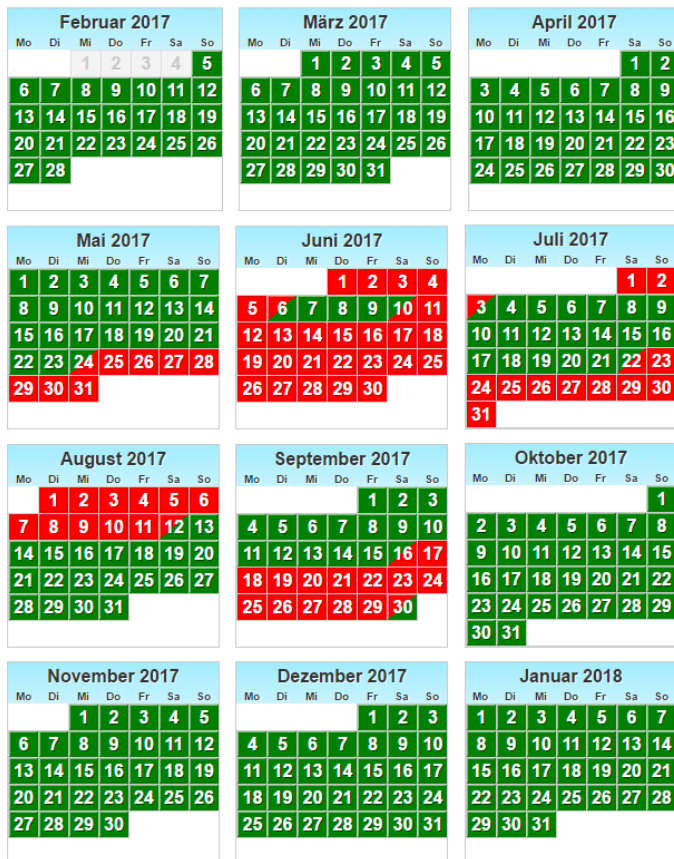 Februar 2017
Mo Di Mi Do Fr Sa So
1 2 3 4 5
6 7 8 9 10 11 12
13 14 15 16 17 18 19
20 21 22 23 24 25 26
27 28
März 2017
Mo Di Mi Do Fr Sa So
1 2 3 4 5
6 7 8 9 10 11 12
13 14 15 16 17 18 19
20 21 22 23 24 25 26
27 28 29 30 31
April 2017
Mo Di Mi Do Fr Sa So
1 2
3 4 5 6 7 8 9
10 11 12 13 14 15 16
17 18 19 20 21 22 23
24 25 26 27 28 29 30
Mai 2017
Mo Di Mi Do Fr Sa So
1 2 3 4 5 6 7
8 9 10 11 12 13 14
15 16 17 18 19 20 21
22 23 24 25 26 27 28
29 30 31
Juni 2017
Mo Di Mi Do Fr Sa So
1 2 3 4
5 6 7 8 9 10 11
12 13 14 15 16 17 18
19 20 21 22 23 24 25
26 27 28 29 30
Juli 2017
Mo Di Mi Do Fr Sa So
1 2
3 4 5 6 7 8 9
10 11 12 13 14 15 16
17 18 19 20 21 22 23
24 25 26 27 28 29 30
31
August 2017
Mo Di Mi Do Fr Sa So
1 2 3 4 5 6
7 8 9 10 11 12 13
14 15 16 17 18 19 20
21 22 23 24 25 26 27
28 29 30 31
September 2017
Mo Di Mi Do Fr Sa So
1 2 3
4 5 6 7 8 9 10
11 12 13 14 15 16 17
18 19 20 21 22 23 24
25 26 27 28 29 30
Oktober 2017
Mo Di Mi Do Fr Sa So
1
2 3 4 5 6 7 8
9 10 11 12 13 14 15
16 17 18 19 20 21 22
23 24 25 26 27 28 29
30 31
November 2017
Mo Di Mi Do Fr Sa So
1 2 3 4 5
6 7 8 9 10 11 12
13 14 15 16 17 18 19
20 21 22 23 24 25 26
27 28 29 30
Dezember 2017
Mo Di Mi Do Fr Sa So
1 2 3
4 5 6 7 8 9 10
11 12 13 14 15 16 17
18 19 20 21 22 23 24
25 26 27 28 29 30 31
Januar 2018
Mo Di Mi Do Fr Sa So
1 2 3 4 5 6 7
8 9 10 11 12 13 14
15 16 17 18 19 20 21
22 23 24 25 26 27 28
29 30 31